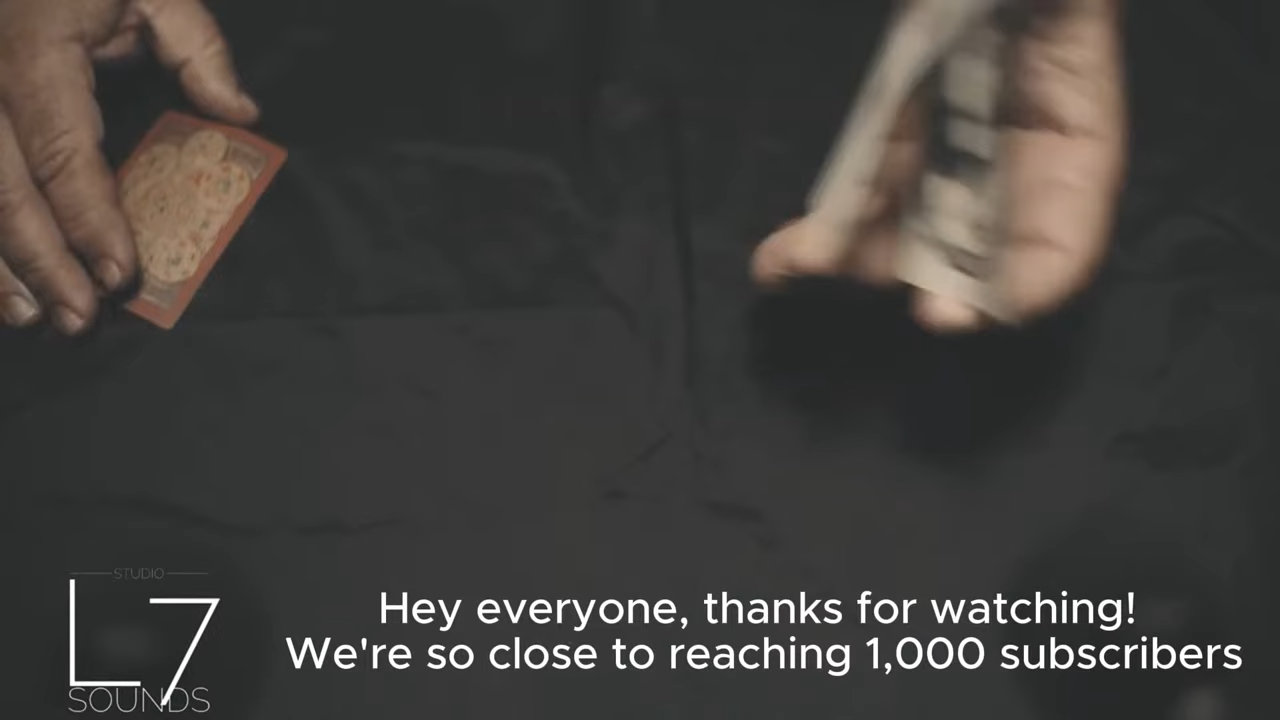 STUDIO
L7
SOUNDS
Hey everyone, thanks for watching!
We're so close to reaching 1,000 subscribers